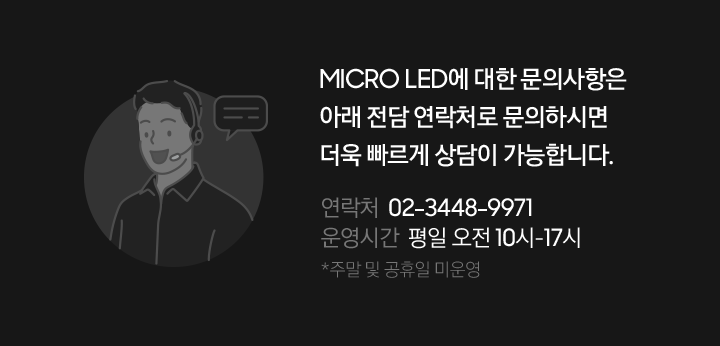 MICRO LED에 대한 문의사항은
아래 전담 연락처로 문의하시면
더욱 빠르게 상담이 가능합니다.
연락처 02-3448-9971
운영시간 평일 오전 10시-17시
*주말 및 공휴일 미운영